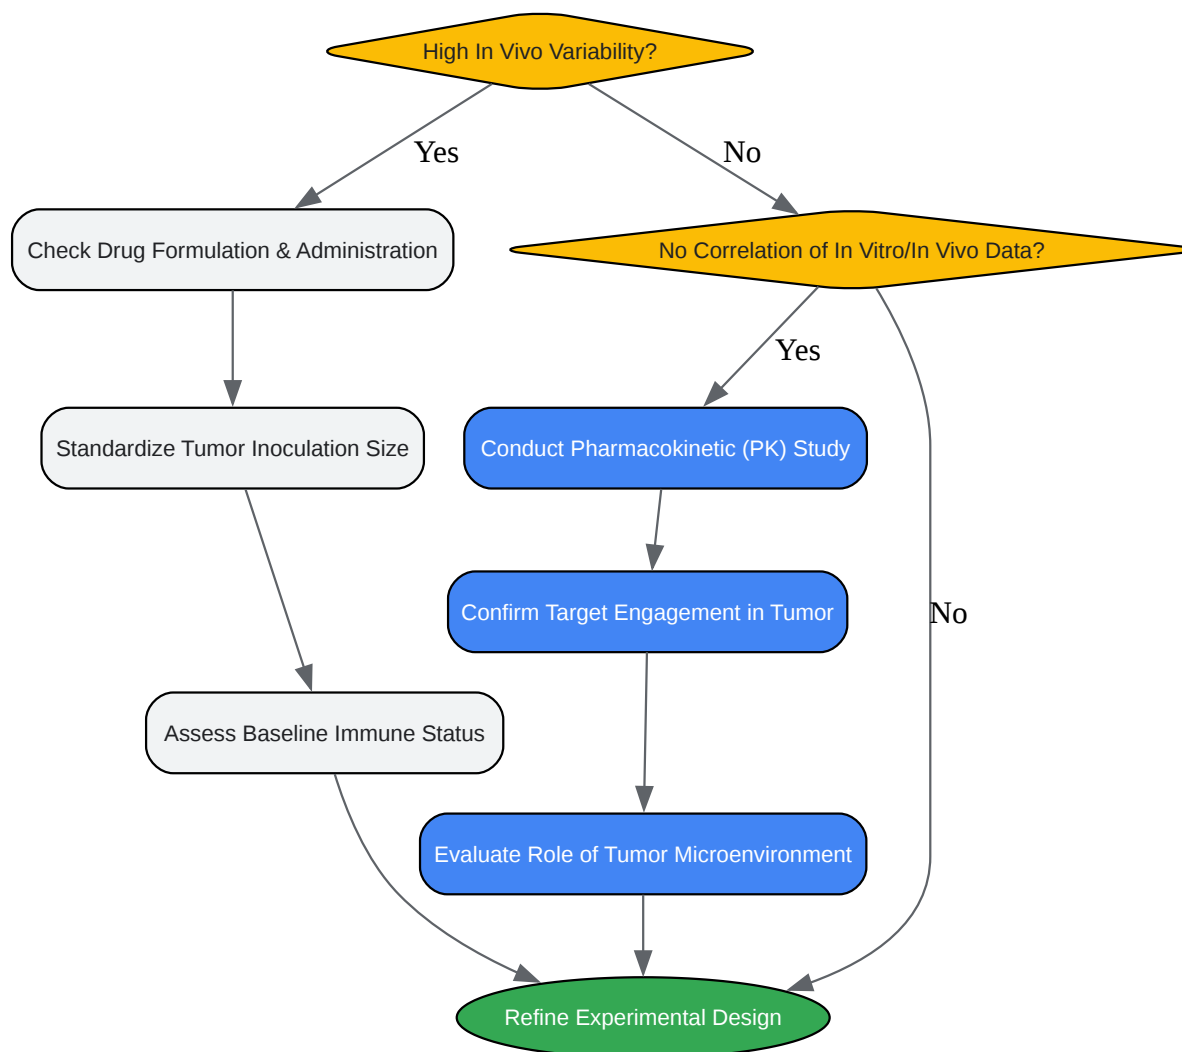 High In Vivo Variability?
Yes
No
Check Drug Formulation & Administration
No Correlation of In Vitro/In Vivo Data?
Yes
Standardize Tumor Inoculation Size
Conduct Pharmacokinetic (PK) Study
Confirm Target Engagement in Tumor
No
Assess Baseline Immune Status
Evaluate Role of Tumor Microenvironment
Refine Experimental Design